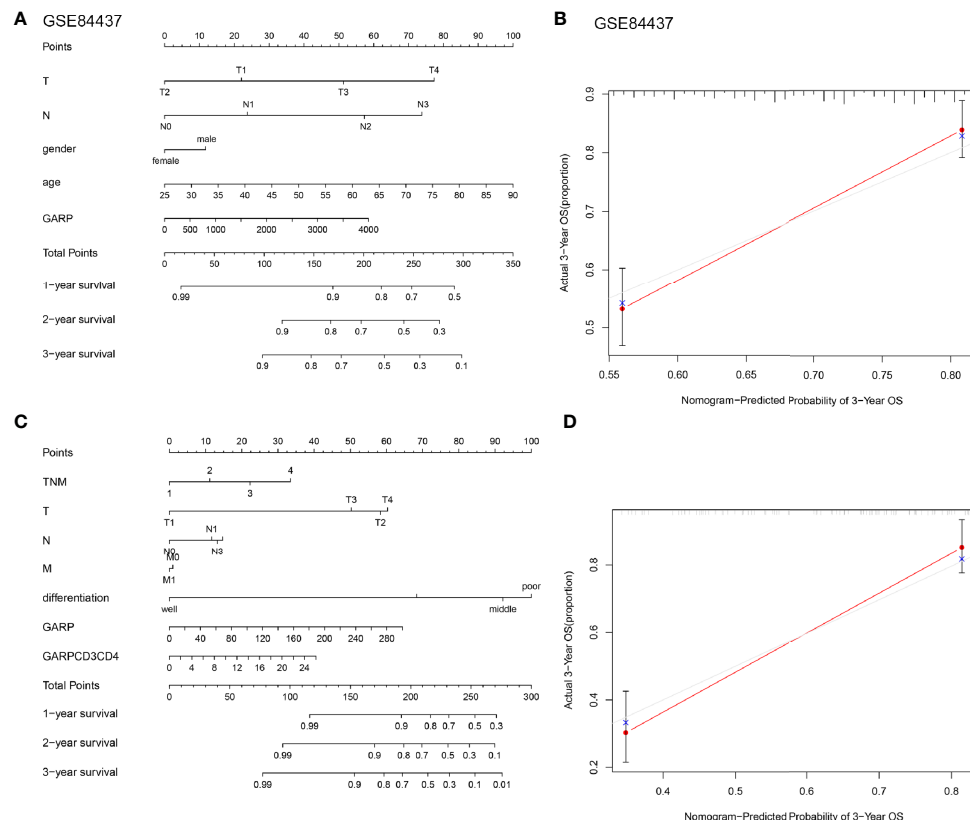 A
GSE84437
Points
0 10 20 30 40 50 60 70 80 90 100
T
T1 T4
T2 T3
N
N1 N3
N0 N2
gender
male
female
age
25 30 35 40 45 50 55 60 65 70 75 80 85 90
GARP
0 500 1000 2000 3000 4000
Total Points
0 50 100 150 200 250 300 350
1-year survival
0.99 0.9 0.8 0.7 0.5
2-year survival
0.9 0.8 0.7 0.5 0.3
3-year survival
0.9 0.8 0.7 0.5 0.3 0.1
B
GSE84437
Actual 3-Year OS(proportion)
0.9
0.8
0.7
0.6
0.5
0.55 0.60 0.65 0.70 0.75 0.80
Nomogram-Predicted Probability of 3-Year OS
C
Points
0 10 20 30 40 50 60 70 80 90 100
TNM
2 4
1 3
T
T3 T4
T1 T2
N
N1
N0 N3
M
M0
M1
differentiation
poor
well middle
GARP
0 20 40 60 80 100 120 140 160 180 200 220 240 260 280 300
GARPCD3CD4
0 4 8 12 16 20 24
Total Points
0 50 100 150 200 250 300
1-year survival
0.99 0.9 0.8 0.7 0.5 0.3
2-year survival
0.99 0.9 0.8 0.7 0.5 0.3 0.1
3-year survival
0.99 0.9 0.8 0.7 0.5 0.3 0.1 0.01
D
Actual 3-Year OS(proportion)
0.8
0.6
0.4
0.2
0.4 0.5 0.6 0.7 0.8
Nomogram-Predicted Probability of 3-Year OS